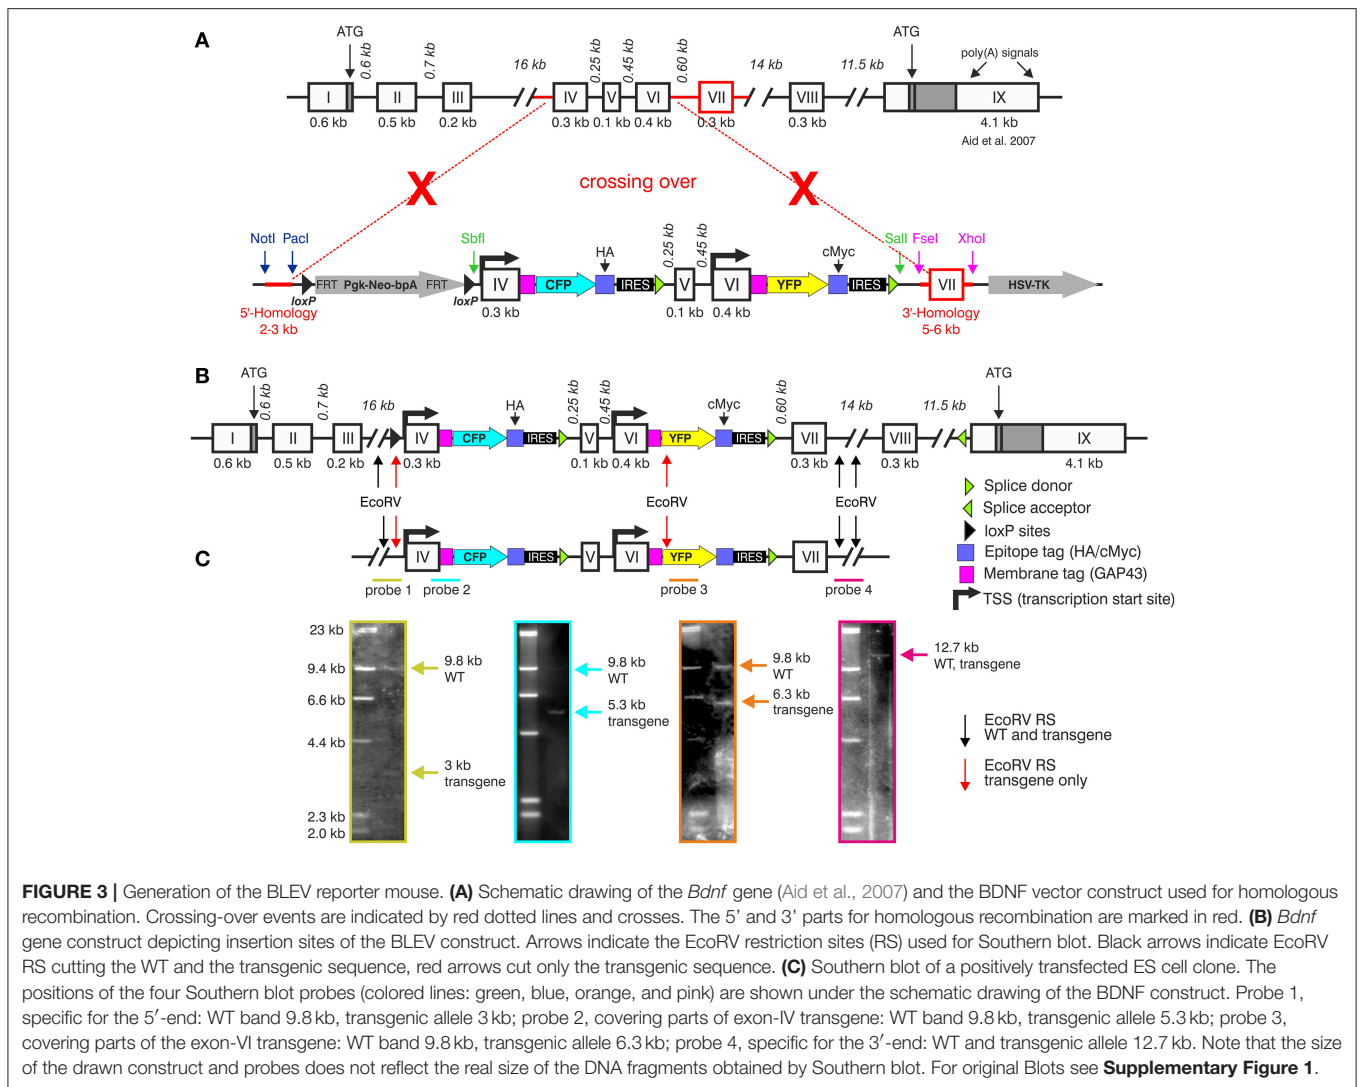 A
ATG
0.6 kb
0.7 kb
16 kb
0.25 kb
0.45 kb
0.60 kb
14 kb
11.5 kb
ATG
poly(A) signals
I
II
III
IV
V
VI
VII
VIII
IX
0.6 kb
0.5 kb
0.2 kb
0.3 kb
0.1 kb
0.4 kb
0.3 kb
0.3 kb
4.1 kb
Aid et al. 2007
X
crossing over
X
NotI
PacI
SbfI
HA
0.25 kb
0.45 kb
cMyc
SalI
FseI
XhoI
FRT
Pgk-Neo-bpA
FRT
IV
CFP
IRES
V
VI
YFP
IRES
VII
HSV-TK
loxP
loxP
0.3 kb
0.1 kb
0.4 kb
5'-Homology
2-3 kb
3'-Homology
5-6 kb
B
ATG
0.6 kb
0.7 kb
16 kb
HA
0.25 kb
0.45 kb
cMyc
0.60 kb
14 kb
11.5 kb
ATG
I
II
III
IV
CFP
IRES
V
VI
YFP
IRES
VII
VIII
IX
0.6 kb
0.5 kb
0.2 kb
0.3 kb
0.1 kb
0.4 kb
0.3 kb
0.3 kb
4.1 kb
EcoRV
EcoRV
EcoRV
Splice donor
Splice acceptor
loxP sites
Epitope tag (HA/cMyc)
Membrane tag (GAP43)
TSS (transcription start site)
C
IV
CFP
IRES
V
VI
YFP
IRES
VII
probe 1
probe 2
probe 3
probe 4
23 kb
9.4 kb
6.6 kb
4.4 kb
2.3 kb
2.0 kb
9.8 kb
WT
3 kb
transgene
9.8 kb
WT
5.3 kb
transgene
9.8 kb
WT
6.3 kb
transgene
12.7 kb
WT, transgene
EcoRV RS
WT and transgene
EcoRV RS
transgene only
FIGURE 3 | Generation of the BLEV reporter mouse. (A) Schematic drawing of the Bdnf gene (Aid et al., 2007) and the BDNF vector construct used for homologous
recombination. Crossing-over events are indicated by red dotted lines and crosses. The 5' and 3' parts for homologous recombination are marked in red. (B) Bdnf
gene construct depicting insertion sites of the BLEV construct. Arrows indicate the EcoRV restriction sites (RS) used for Southern blot. Black arrows indicate EcoRV
RS cutting the WT and the transgenic sequence, red arrows cut only the transgenic sequence. (C) Southern blot of a positively transfected ES cell clone. The
positions of the four Southern blot probes (colored lines: green, blue, orange, and pink) are shown under the schematic drawing of the BDNF construct. Probe 1,
specific for the 5′-end: WT band 9.8 kb, transgenic allele 3 kb; probe 2, covering parts of exon-IV transgene: WT band 9.8 kb, transgenic allele 5.3 kb; probe 3,
covering parts of the exon-VI transgene: WT band 9.8 kb, transgenic allele 6.3 kb; probe 4, specific for the 3′-end: WT and transgenic allele 12.7 kb. Note that the size
of the drawn construct and probes does not reflect the real size of the DNA fragments obtained by Southern blot. For original Blots see Supplementary Figure 1.